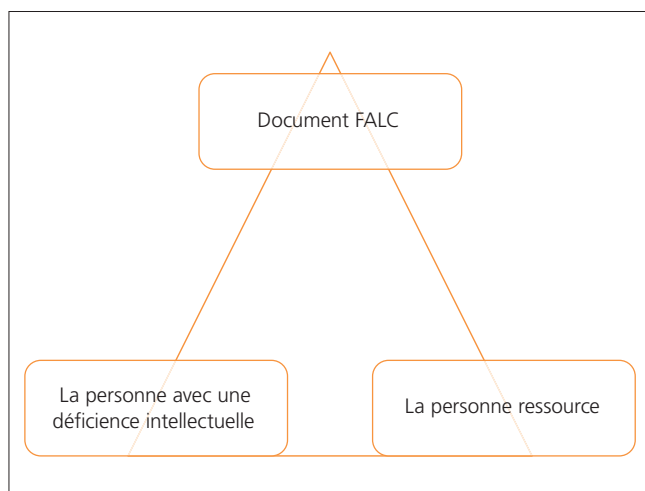 Document FALC
La personne avec une
déficience intellectuelle
La personne ressource